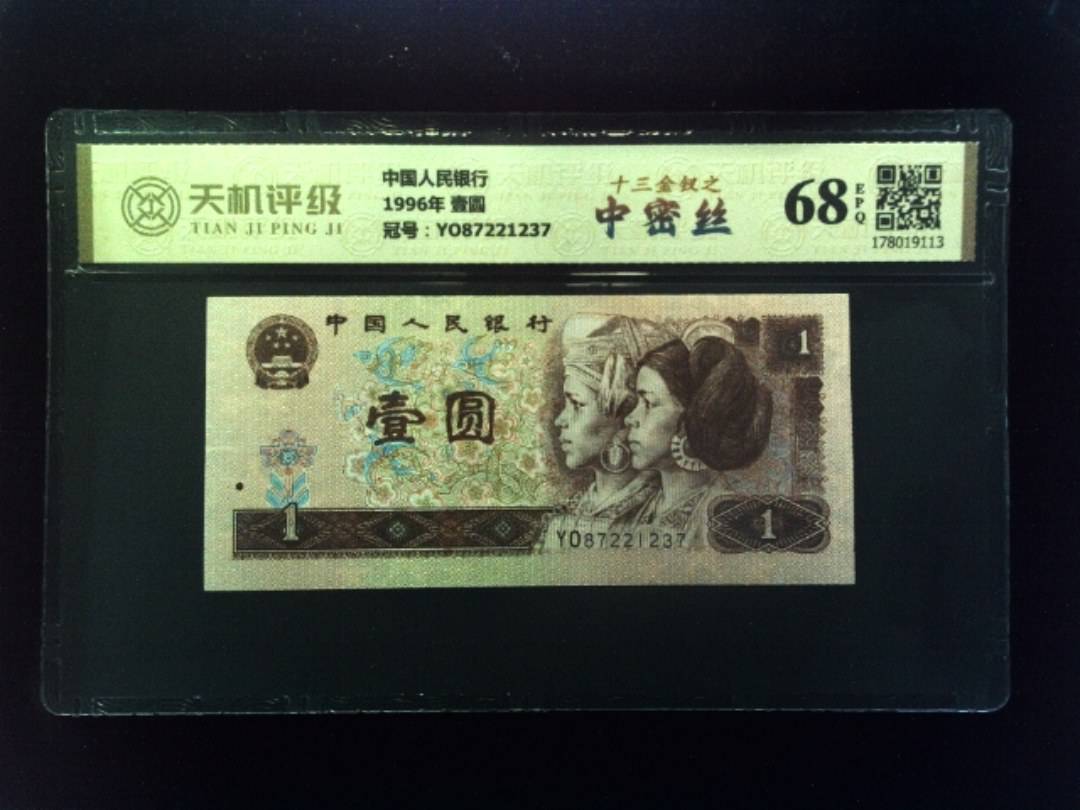 天机评级
TIAN JI PING JI
中国人民银行
1996年 壹圆
冠号：YO87221237
十三金钗之
中密丝
68
EPQ
178019113
中国人民银行
1
壹圆
1
YO87221237
1